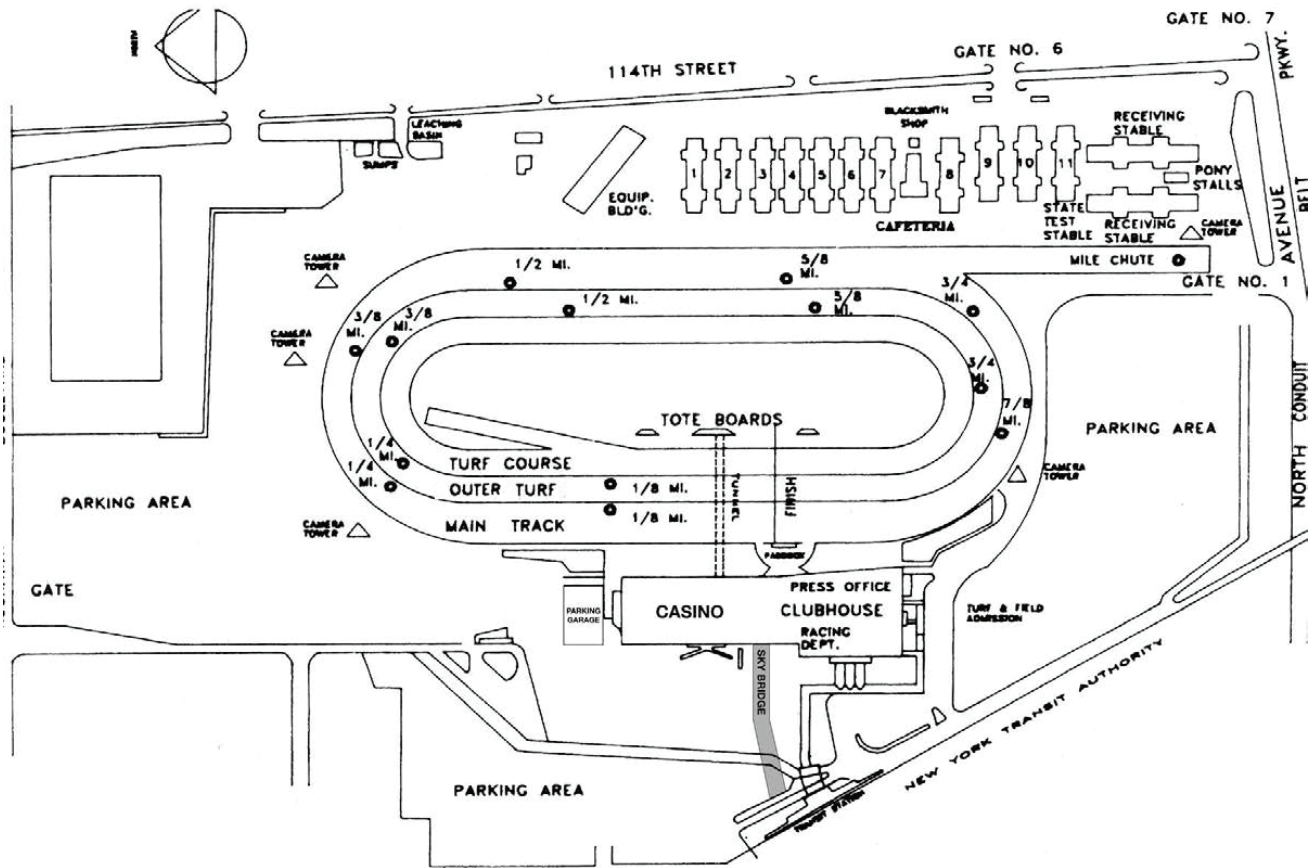 GATE NO. 7
PKWY.
GATE NO. 6
114TH STREET
NORTH
BLACKSMITH
SHOP
LEACHING
BASIN
SUMPS
RECEIVING
STABLE
EQUIP.
BLD'G.
1
2
3
4
5
6
7
8
9
10
11
PONY
STALLS
CAFETERIA
STATE
TEST
STABLE
RECEIVING
STABLE
CAMERA
TOWER
AVENUE
BELT
MILE CHUTE
GATE NO. 1
CAMERA
TOWER
1/2 MI.
5/8
MI.
3/4
MI.
1/2 MI.
5/8
MI.
3/8
MI.
3/8
MI.
CAMERA
TOWER
3/4
MI.
7/8
MI.
NORTH CONDUIT
PARKING AREA
TOTE BOARDS
1/4
MI.
1/4
MI.
TURF COURSE
OUTER TURF
MAIN TRACK
1/8 MI.
1/8 MI.
TUNNEL
FINISH
CAMERA
TOWER
PARKING AREA
CAMERA
TOWER
PADDOCK
GATE
PARKING
GARAGE
CASINO
PRESS OFFICE
CLUBHOUSE
RACING
DEPT.
TURF & FIELD
ADMISSION
SKY BRIDGE
NEW YORK TRANSIT AUTHORITY
PARKING AREA
TRANSIT STATION